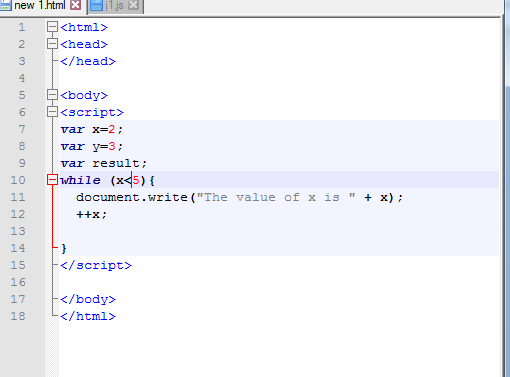 new 1.html j1.js
1 <html>
2 <head>
3 </head>
4
5 <body>
6 <script>
7 var x=2;
8 var y=3;
9 var result;
10 while (x<5){
11 document.write("The value of x is " + x);
12 ++x;
13
14 }
15 </script>
16
17 </body>
18 </html>